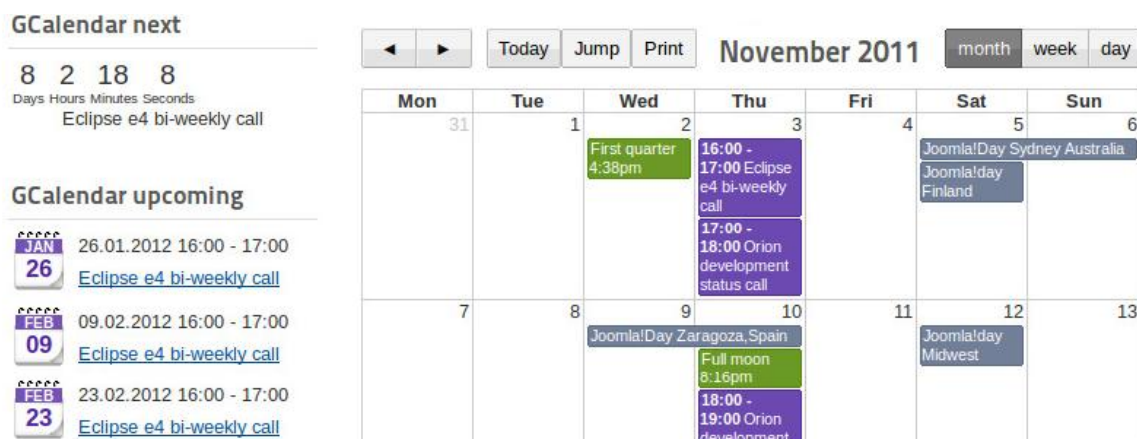 GCalendar next
8 2 18 8
Days Hours Minutes Seconds
Eclipse e4 bi-weekly call
GCalendar upcoming
JAN
26
26.01.2012 16:00 - 17:00
Eclipse e4 bi-weekly call
FEB
09
09.02.2012 16:00 - 17:00
Eclipse e4 bi-weekly call
FEB
23
23.02.2012 16:00 - 17:00
Eclipse e4 bi-weekly call
Today Jump Print November 2011 month week day
Mon Tue Wed Thu Fri Sat Sun
31 1 2 3 4 5 6
First quarter
4:38pm
16:00 -
17:00 Eclipse
e4 bi-weekly
call
17:00 -
18:00 Orion
development
status call
Joomla!Day Sydney Australia
Joomla!day
Finland
7 8 9 10 11 12 13
Joomla!Day Zaragoza,Spain
Full moon
8:16pm
18:00 -
19:00 Orion
development
Joomla!day
Midwest